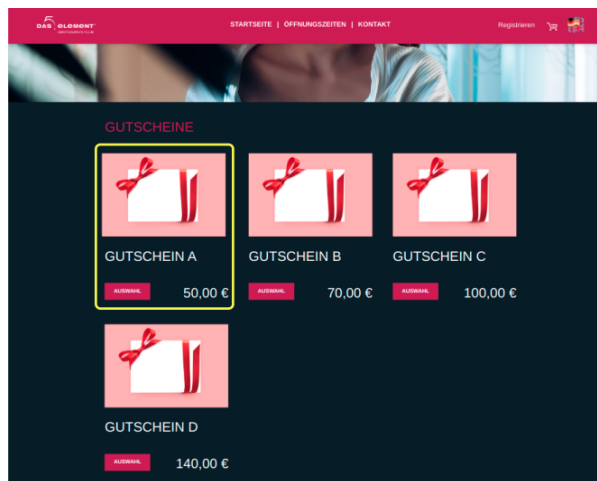 DAS ELEMENT
STARTSEITE | ÖFFNUNGSZEITEN | KONTAKT
Registrieren
GUTSCHEINE
GUTSCHEIN A
AUSWAHL
50,00 €
GUTSCHEIN B
AUSWAHL
70,00 €
GUTSCHEIN C
AUSWAHL
100,00 €
GUTSCHEIN D
AUSWAHL
140,00 €